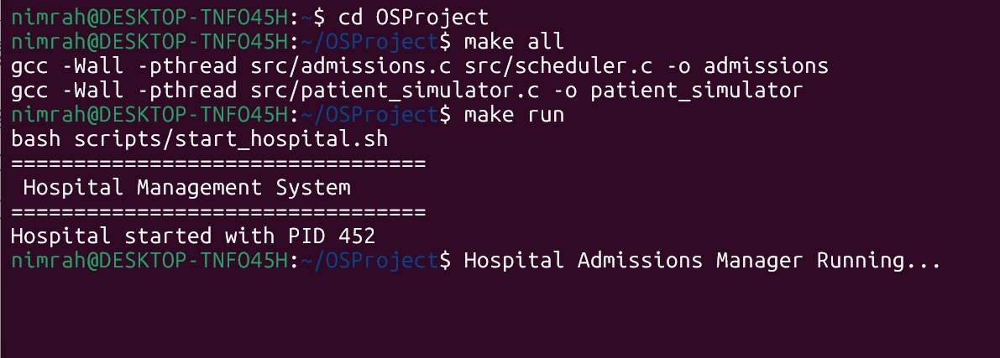 nimrah@DESKTOP-TNFO45H:~$ cd OSProject
nimrah@DESKTOP-TNFO45H:~/OSProject$ make all
gcc -Wall -pthread src/admissions.c src/scheduler.c -o admissions
gcc -Wall -pthread src/patient_simulator.c -o patient_simulator
nimrah@DESKTOP-TNFO45H:~/OSProject$ make run
bash scripts/start_hospital.sh
=================================
 Hospital Management System
=================================
Hospital started with PID 452
nimrah@DESKTOP-TNFO45H:~/OSProject$ Hospital Admissions Manager Running...